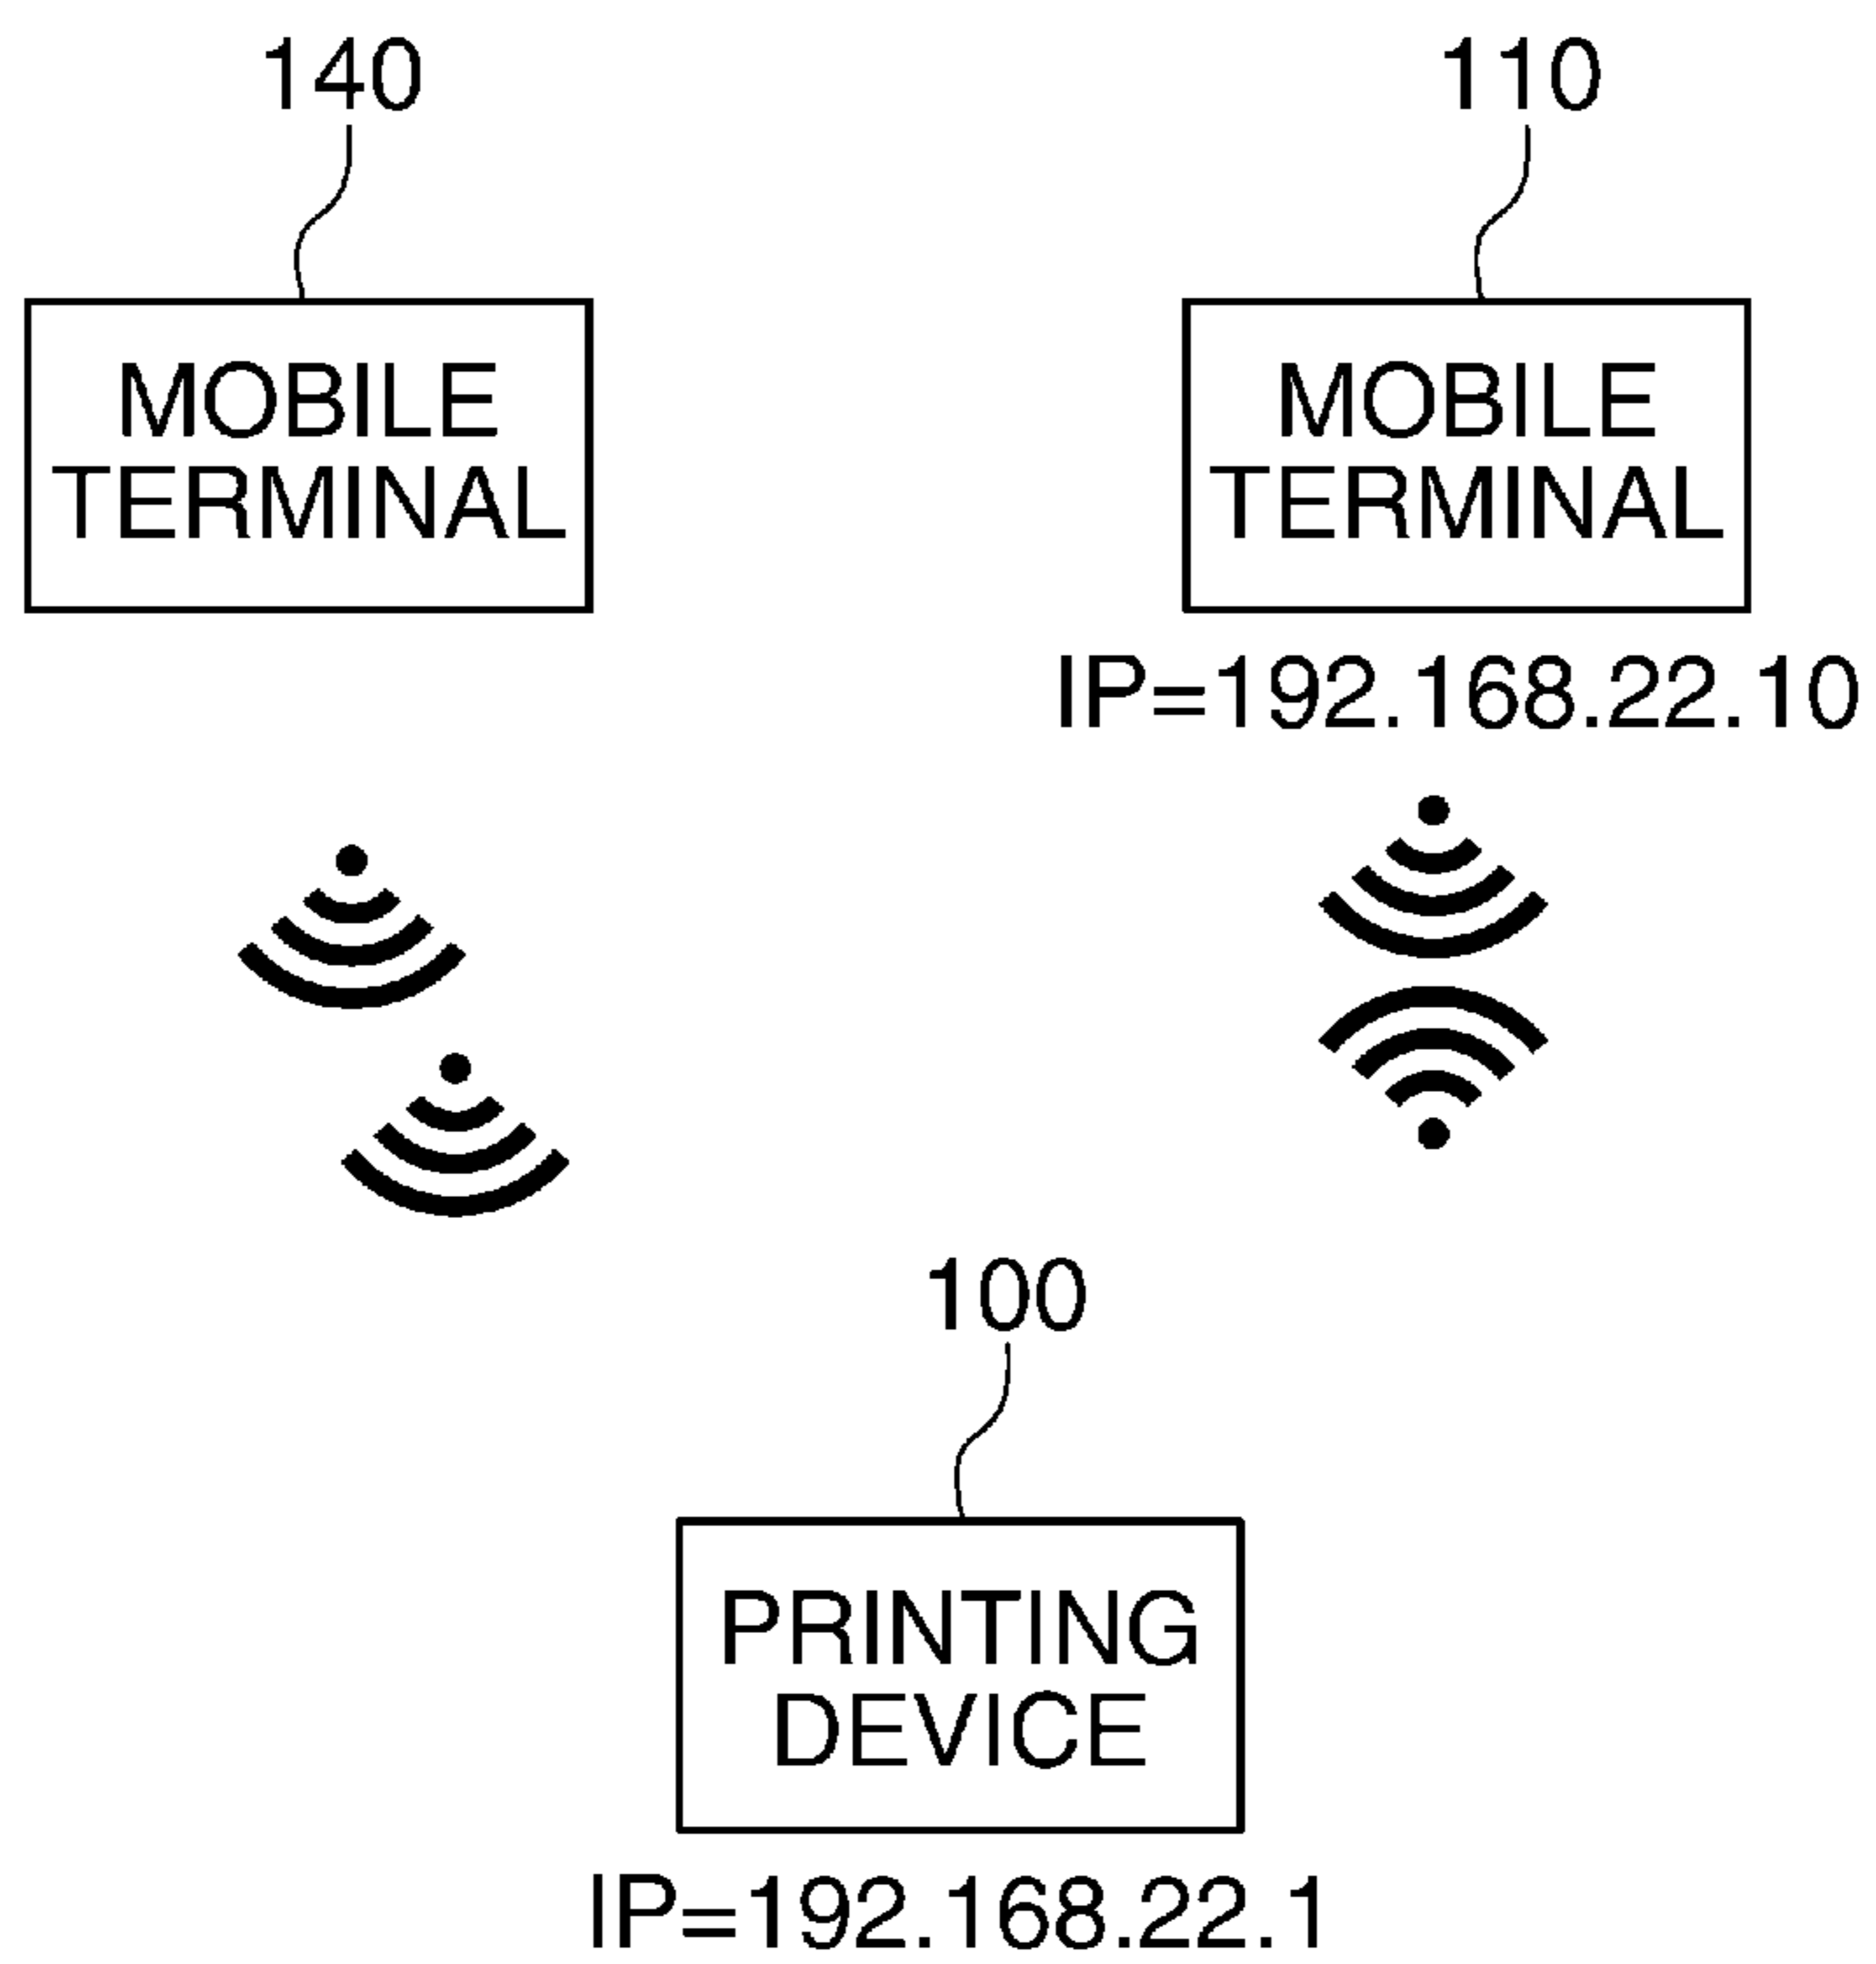 140
110
MOBILE
TERMINAL
MOBILE
TERMINAL
IP=192.168.22.10
100
PRINTING
DEVICE
IP=192.168.22.1